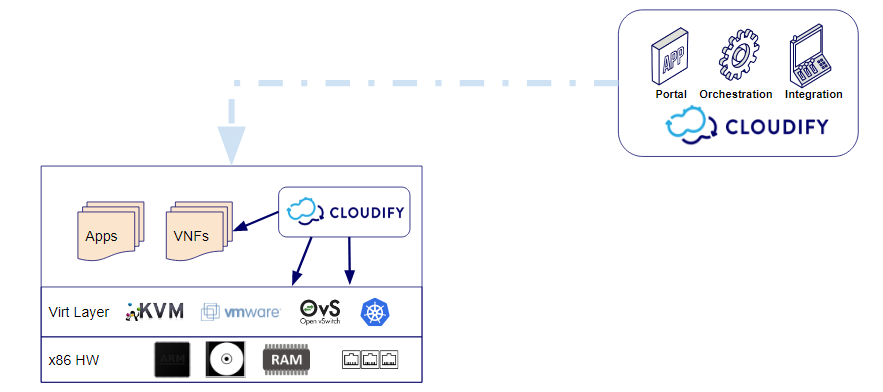 APP
Portal Orchestration Integration
CLOUDIFY
Apps
VNFs
CLOUDIFY
Virt Layer
KVM
vmware
OvS
Open vSwitch
x86 HW
ARM
RAM